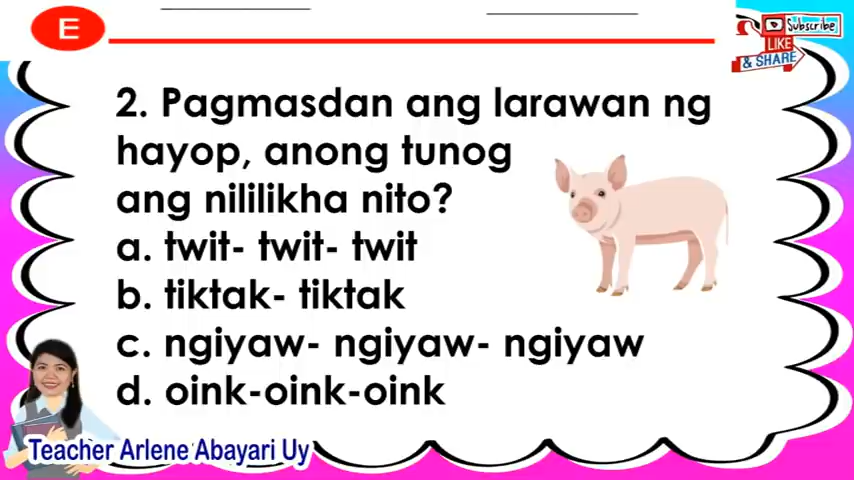 E
Subscribe
LIKE
& SHARE
2. Pagmasdan ang larawan ng
hayop, anong tunog
ang nililikha nito?
a. twit- twit- twit
b. tiktak- tiktak
c. ngiyaw- ngiyaw- ngiyaw
d. oink-oink-oink
Teacher Arlene Abayari Uy